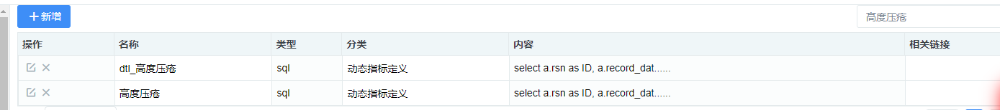 新增
高度压疮
操作 名称 类型 分类 内容 相关链接
dtl_高度压疮 sql 动态指标定义 select a.rsn as ID, a.record_dat......
高度压疮 sql 动态指标定义 select a.rsn as ID, a.record_dat......